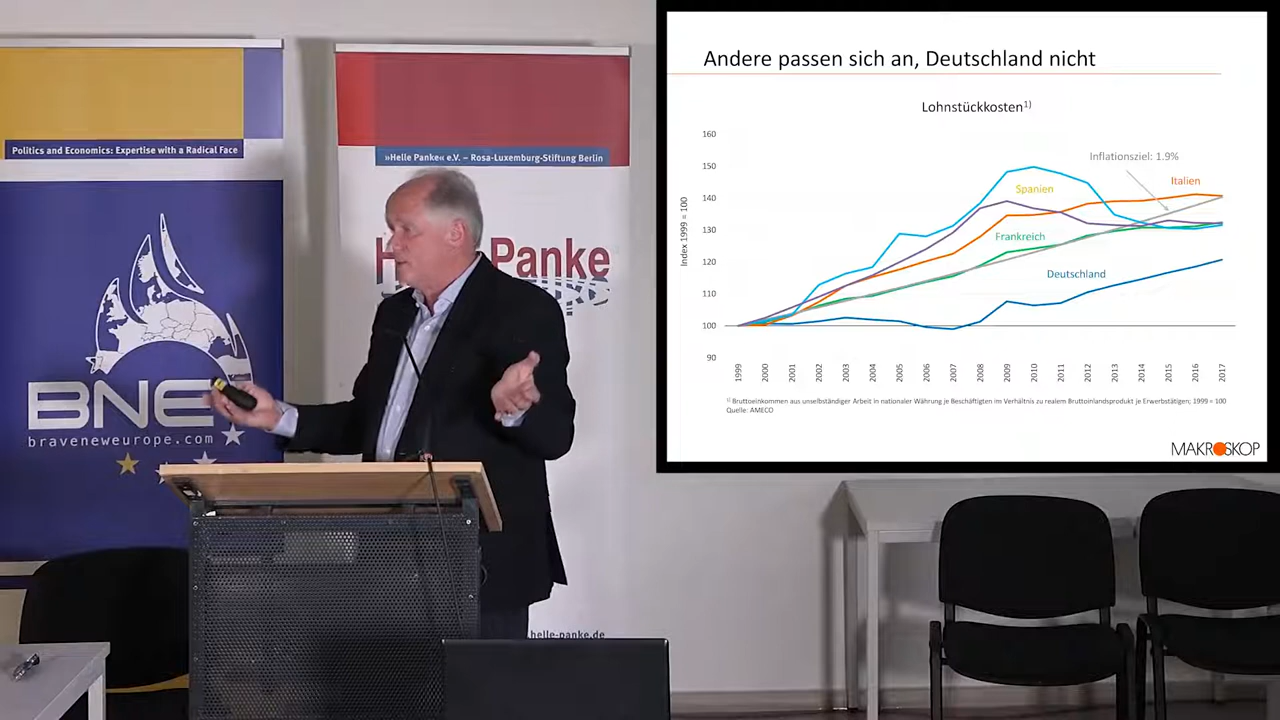 Politics and Economics: Expertise with a Radical Face
BNE
braveneweurope.com
»Helle Panke« e.V. – Rosa-Luxemburg-Stiftung Berlin
Panke
helle-panke.de
Andere passen sich an, Deutschland nicht
Lohnstückkosten¹⁾
Index 1999 = 100
160
150
140
130
120
110
100
90
Inflationsziel: 1.9%
Italien
Spanien
Frankreich
Deutschland
1999 2000 2001 2002 2003 2004 2005 2006 2007 2008 2009 2010 2011 2012 2013 2014 2015 2016 2017
¹⁾ Bruttoeinkommen aus unselbständiger Arbeit in nationaler Währung je Beschäftigten im Verhältnis zu realem Bruttoinlandsprodukt je Erwerbstätigen; 1999 = 100
Quelle: AMECO
MAKROSKOP